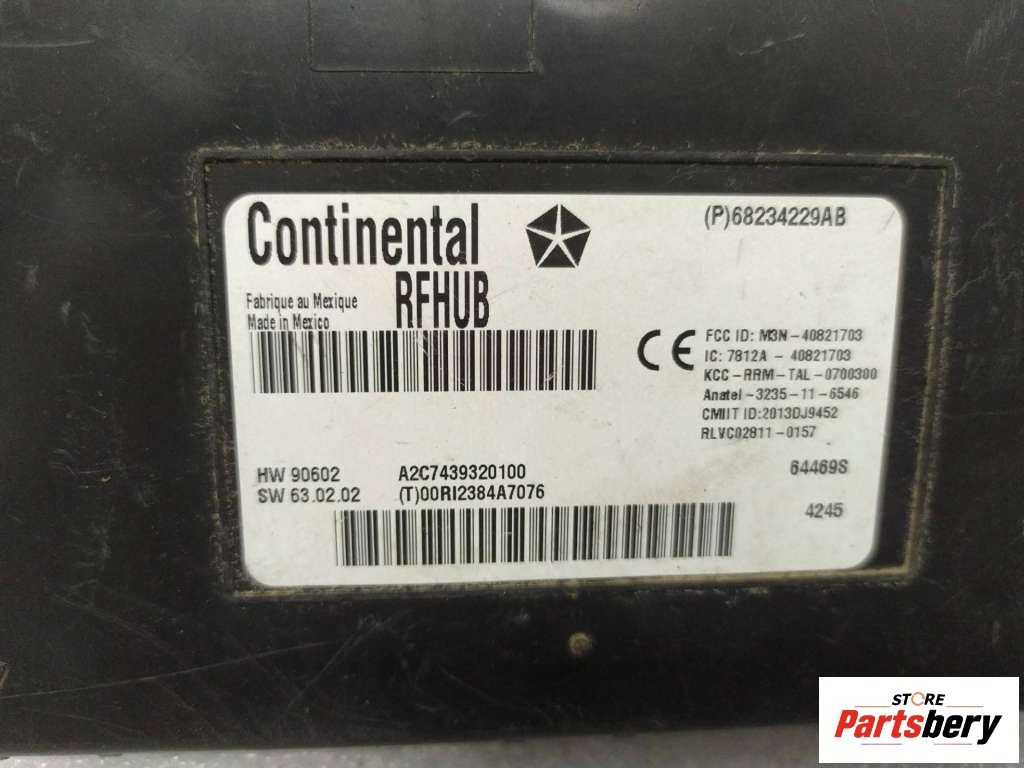 Continental
RFHUB
(P)68234229AB
Fabrique au Mexique
Made in Mexico
FCC ID: M3N-40821703
IC: 7812A - 40821703
KCC-RRM-TAL-0700300
Anatel-3235-11-6546
CMIIT ID:2013DJ9452
RLVC02811-0157
HW 90602
SW 63.02.02
A2C7439320100
(T)00RI2384A7076
64469S
4245
STORE
Partsbery